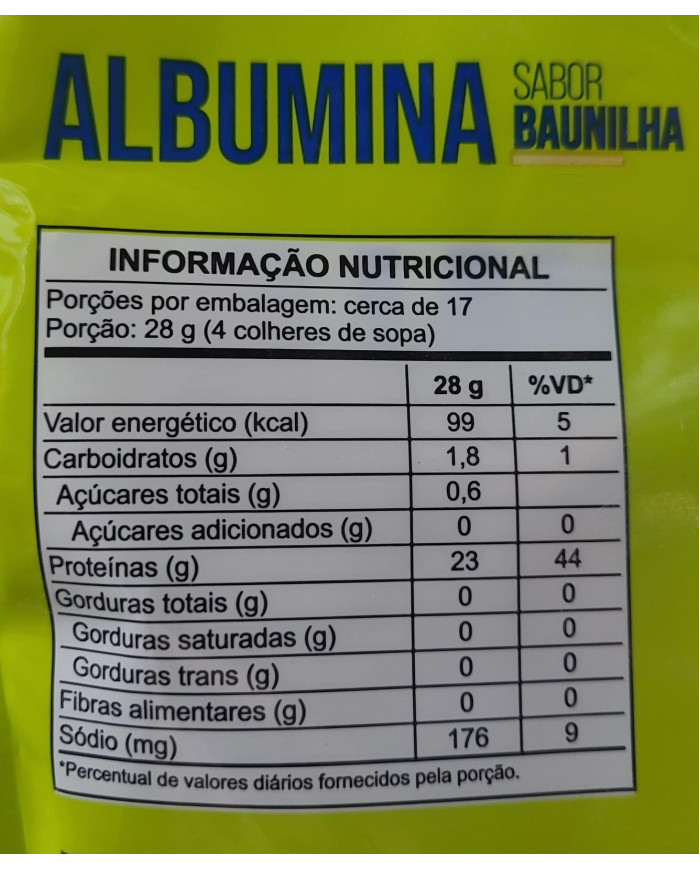 ALBUMINA SABOR
BAUNILHA
INFORMAÇÃO NUTRICIONAL
Porções por embalagem: cerca de 17
Porção: 28 g (4 colheres de sopa)
28 g %VD*
Valor energético (kcal) 99 5
Carboidratos (g) 1,8 1
Açúcares totais (g) 0,6
Açúcares adicionados (g) 0 0
Proteínas (g) 23 44
Gorduras totais (g) 0 0
Gorduras saturadas (g) 0 0
Gorduras trans (g) 0 0
Fibras alimentares (g) 0 0
Sódio (mg) 176 9
*Percentual de valores diários fornecidos pela porção.